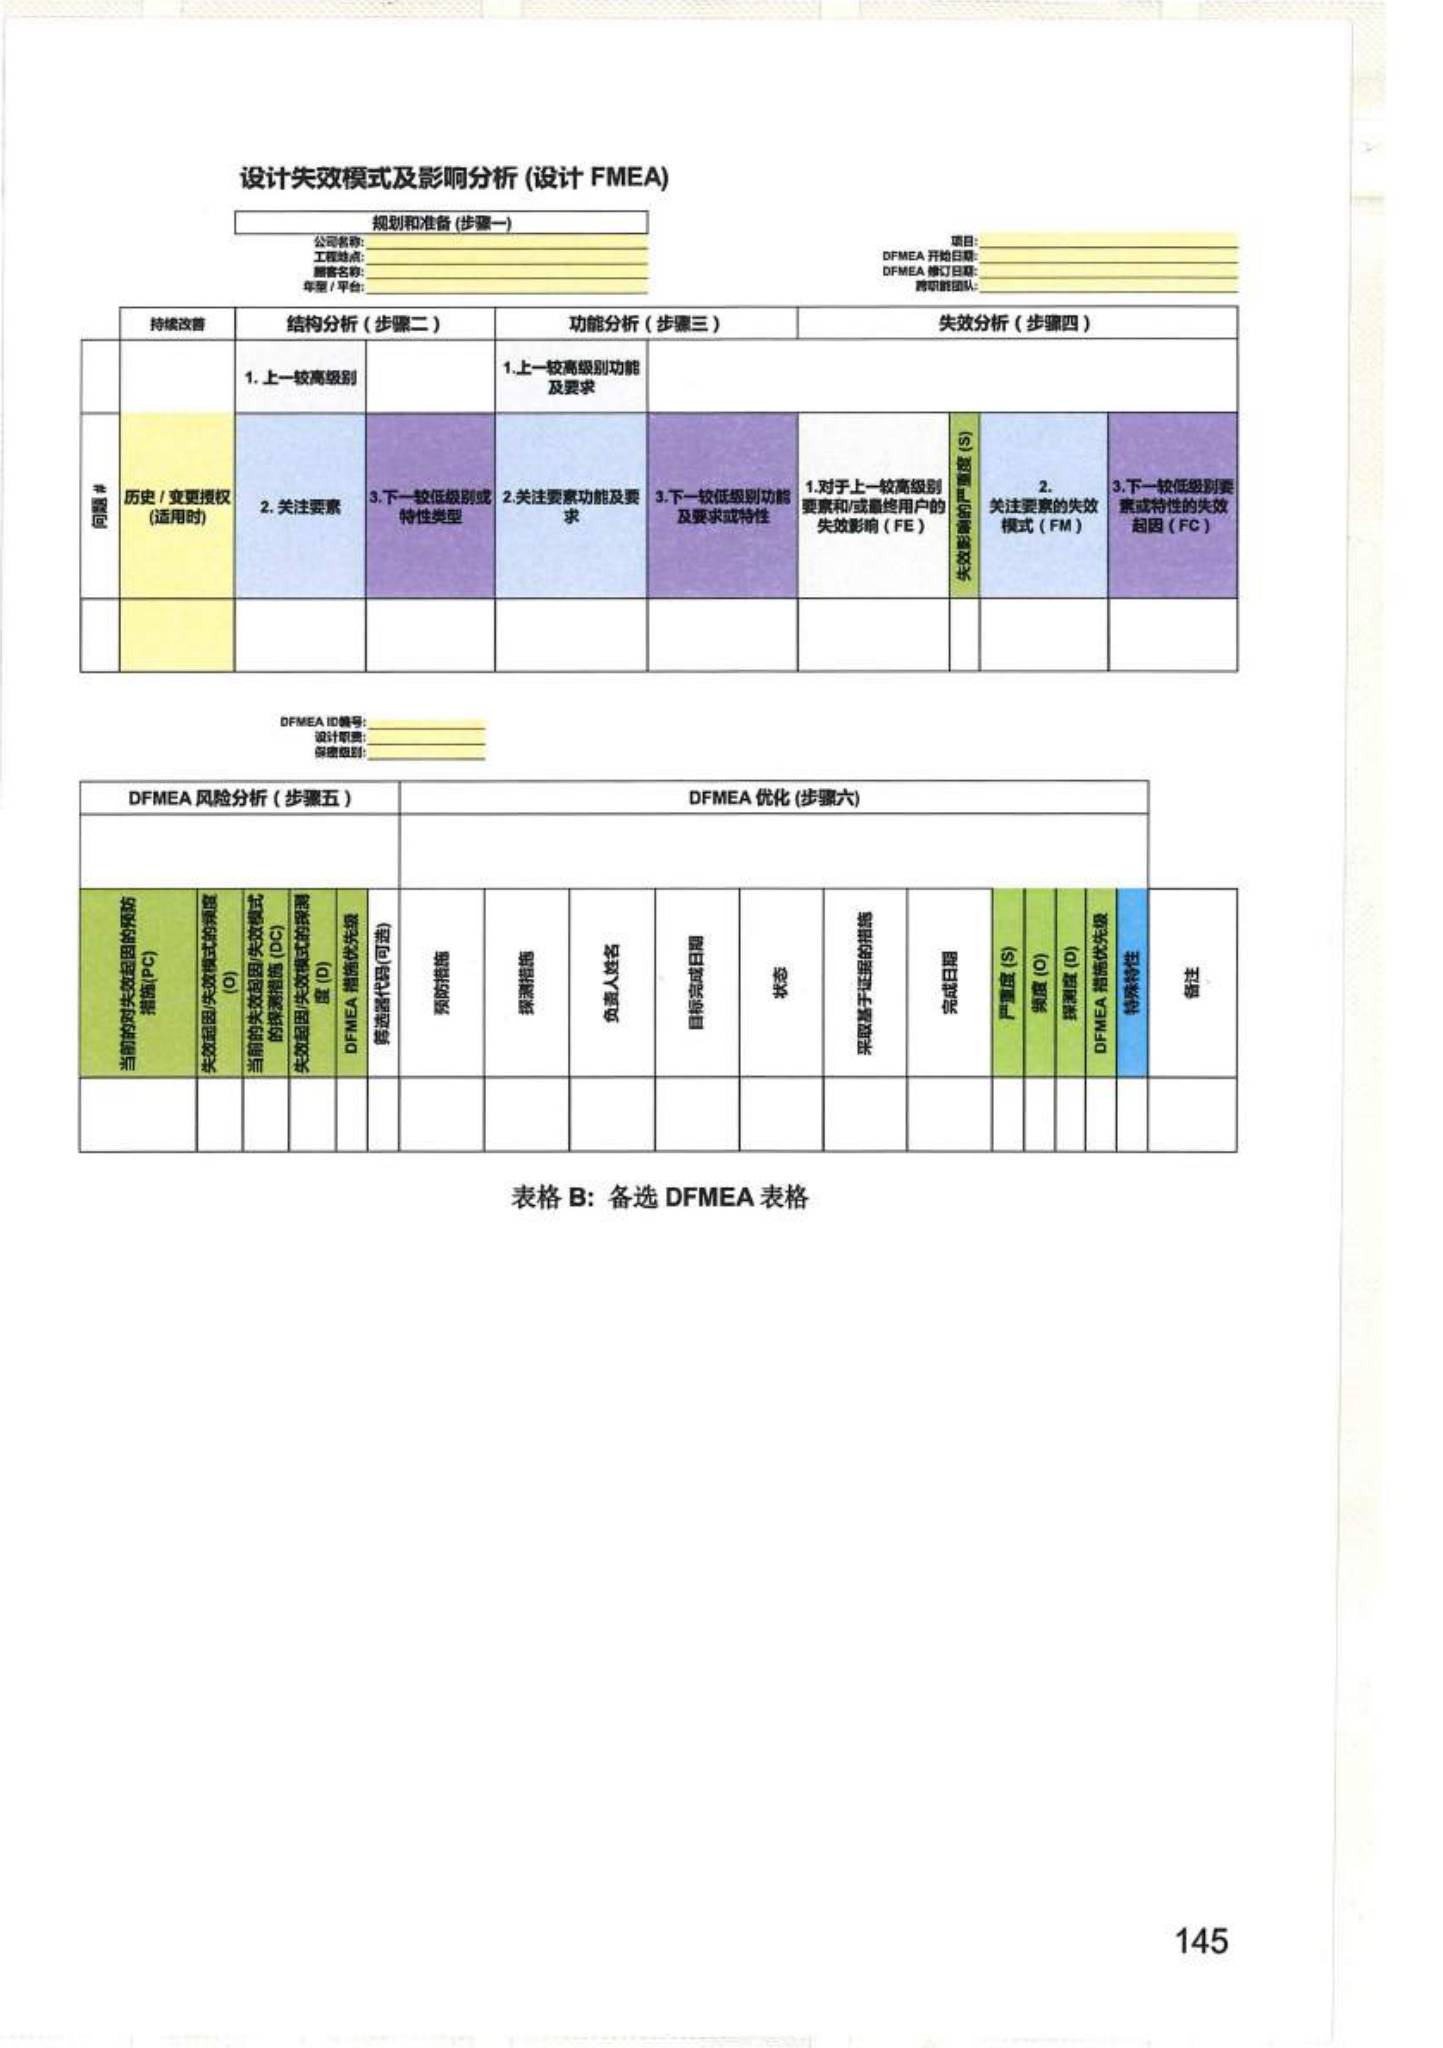 设计失效模式及影响分析 (设计 FMEA)
规划和准备 (步骤一)
公司名称:
工程地点:
顾客名称:
年型 / 平台:
项目:
DFMEA 开始日期:
DFMEA 修订日期:
跨职能团队:
持续改善
结构分析 ( 步骤二 )
功能分析 ( 步骤三 )
失效分析 ( 步骤四 )
1. 上一较高级别
1.上一较高级别功能
及要求
问题 #
历史 / 变更授权
(适用时)
2. 关注要素
3.下一较低级别或
特性类型
2.关注要素功能及要
求
3.下一较低级别功能
及要求或特性
1.对于上一较高级别
要素和/或最终用户的
失效影响 ( FE )
失效影响的严重度 (S)
2.
关注要素的失效
模式 ( FM )
3.下一较低级别要
素或特性的失效
起因 ( FC )
DFMEA ID编号:
设计职责:
保密级别:
DFMEA 风险分析 ( 步骤五 )
DFMEA 优化 (步骤六)
当前的对失效起因的预防
措施(PC)
失效起因/失效模式的频度
(O)
当前的失效起因/失效模式
的探测措施 (DC)
失效起因/失效模式的探测
度 (D)
DFMEA 措施优先级
筛选器代码(可选)
预防措施
探测措施
负责人姓名
目标完成日期
状态
采取基于证据的措施
完成日期
严重度 (S)
频度 (O)
探测度 (D)
DFMEA 措施优先级
特殊特性
备注
表格 B: 备选 DFMEA 表格
145